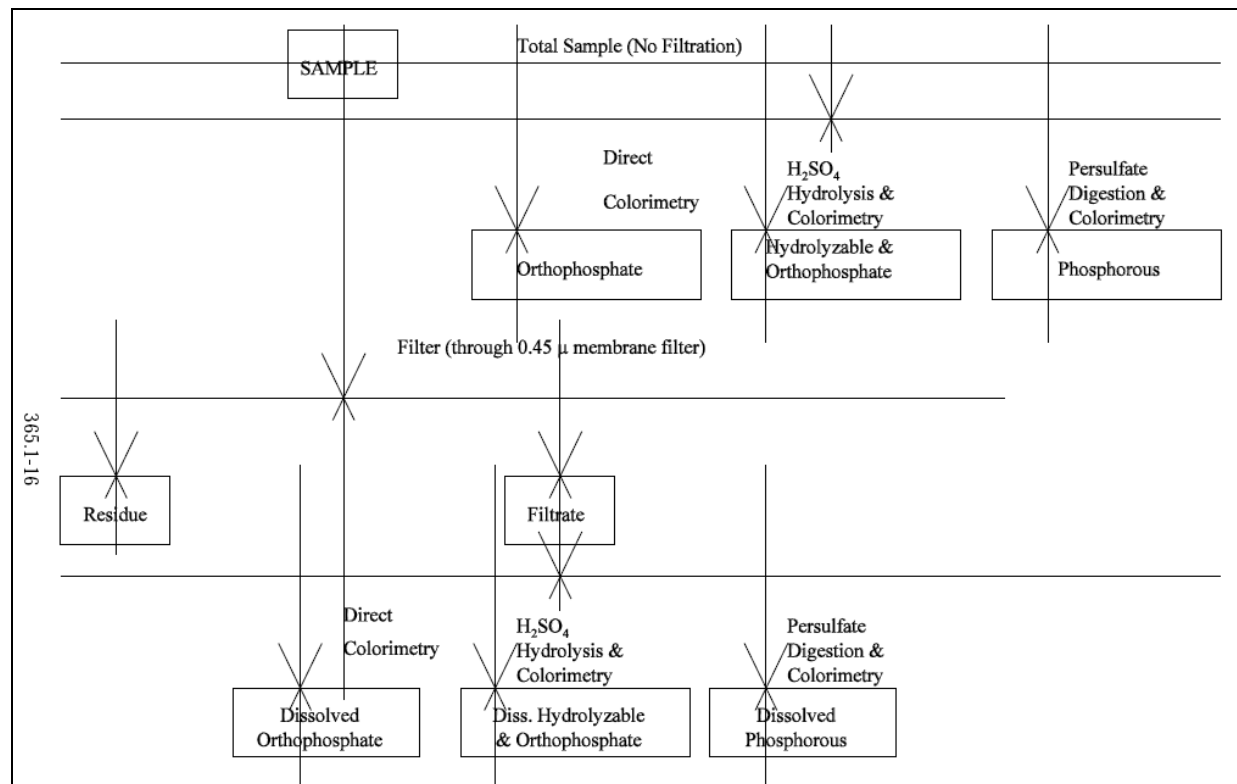 Total Sample (No Filtration)
SAMPLE
Direct
Colorimetry
H₂SO₄
Hydrolysis &
Colorimetry
Persulfate
Digestion &
Colorimetry
Orthophosphate
Hydrolyzable &
Orthophosphate
Phosphorous
Filter (through 0.45 μ membrane filter)
365.1-16
Residue
Filtrate
Direct
Colorimetry
H₂SO₄
Hydrolysis &
Colorimetry
Persulfate
Digestion &
Colorimetry
Dissolved
Orthophosphate
Diss. Hydrolyzable
& Orthophosphate
Dissolved
Phosphorous